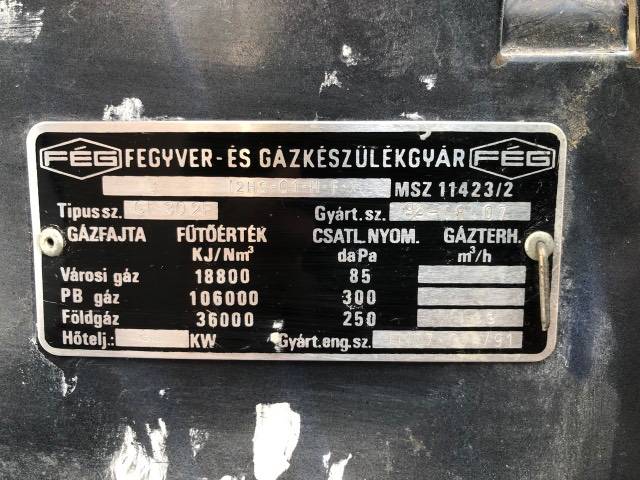 FÉG FEGYVER- ÉS GÁZKÉSZÜLÉKGYÁR FÉG
MSZ 11423/2
Tipus sz. Gyárt. sz.
GÁZFAJTA FŰTŐÉRTÉK CSATL.NYOM. GÁZTERH.
KJ/Nm³ daPa m³/h
Városi gáz 18800 85
PB gáz 106000 300
Földgáz 36000 250
Hőtelj.: KW Gyárt.eng.sz.